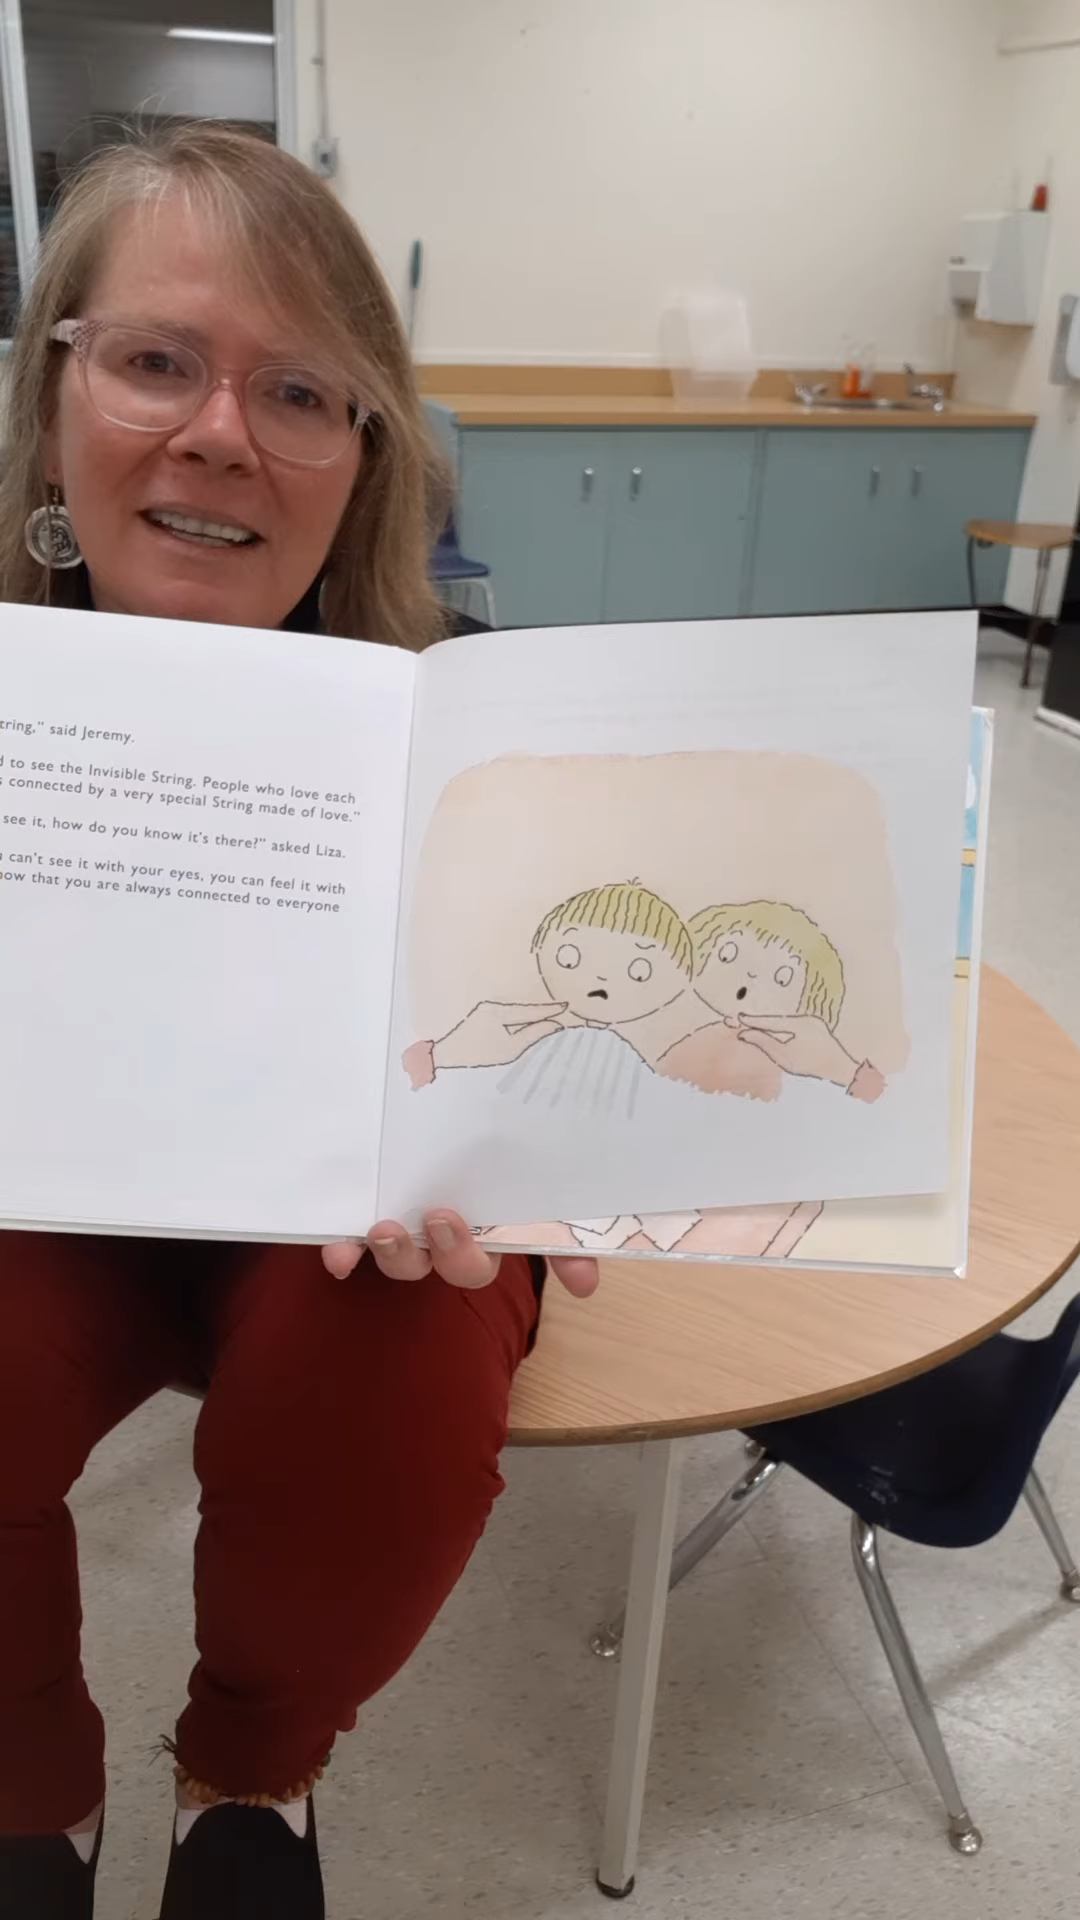 tring," said Jeremy.
d to see the Invisible String. People who love each
s connected by a very special String made of love."
see it, how do you know it's there?" asked Liza.
u can't see it with your eyes, you can feel it with
now that you are always connected to everyone